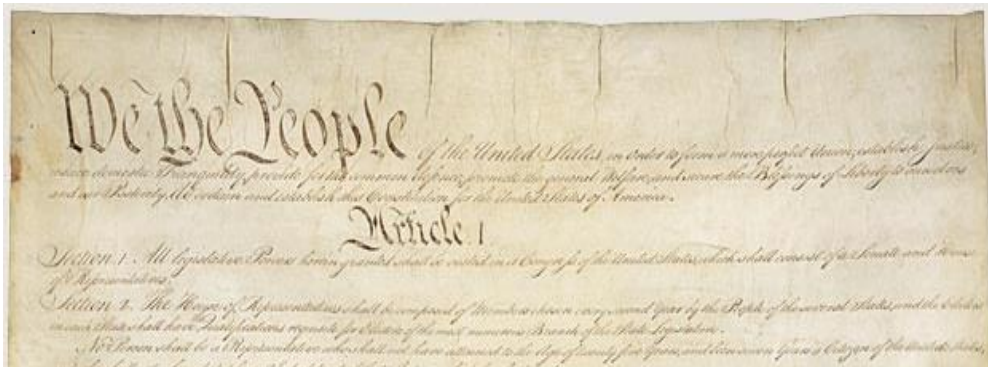 We the People of the United States, in Order to form a more perfect Union, establish Justice,
insure domestic Tranquility, provide for the common defence, promote the general Welfare, and secure the Blessings of Liberty to ourselves
and our Posterity, do ordain and establish this Constitution for the United States of America.
Article I
Section 1. All legislative Powers herein granted shall be vested in a Congress of the United States, which shall consist of a Senate and House
of Representatives.
Section 2. The House of Representatives shall be composed of Members chosen every second Year by the People of the several States, and the Electors
in each State shall have Qualifications requisite for Electors of the most numerous Branch of the State Legislature.
No Person shall be a Representative who shall not have attained to the Age of twenty five Years, and been seven Years a Citizen of the United States,